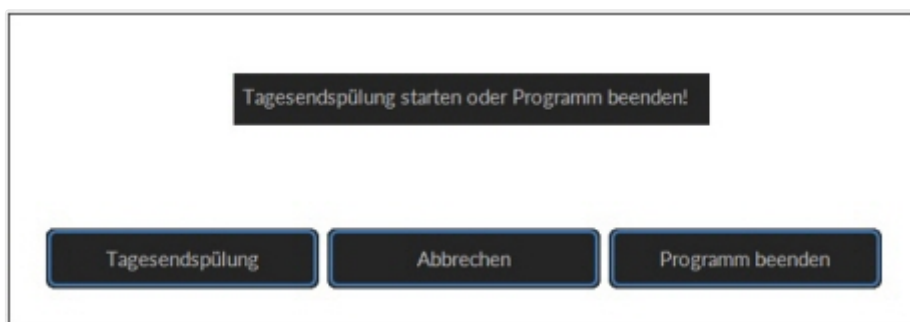 Tagesendspülung starten oder Programm beenden!
Tagesendspülung
Abbrechen
Programm beenden